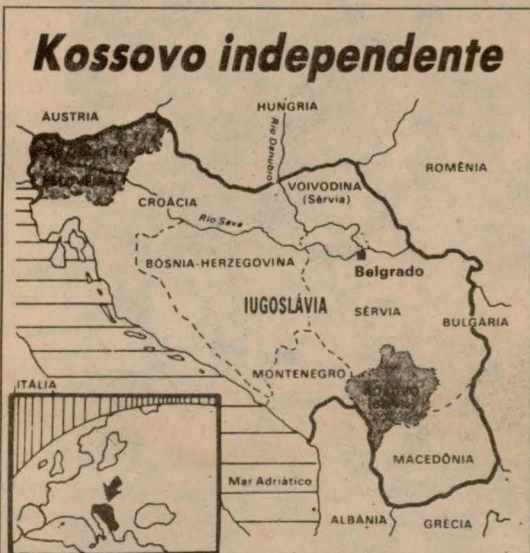 Kossovo independente
ÁUSTRIA
HUNGRIA
Rio Danúbio
ROMÊNIA
VOIVODINA
(Sérvia)
CROÁCIA
Rio Sava
Belgrado
BÓSNIA-HERZEGOVINA
IUGOSLÁVIA
SÉRVIA
BULGÁRIA
MONTENEGRO
Kosovo
ITÁLIA
MACEDÔNIA
Mar Adriático
ALBÂNIA
GRÉCIA